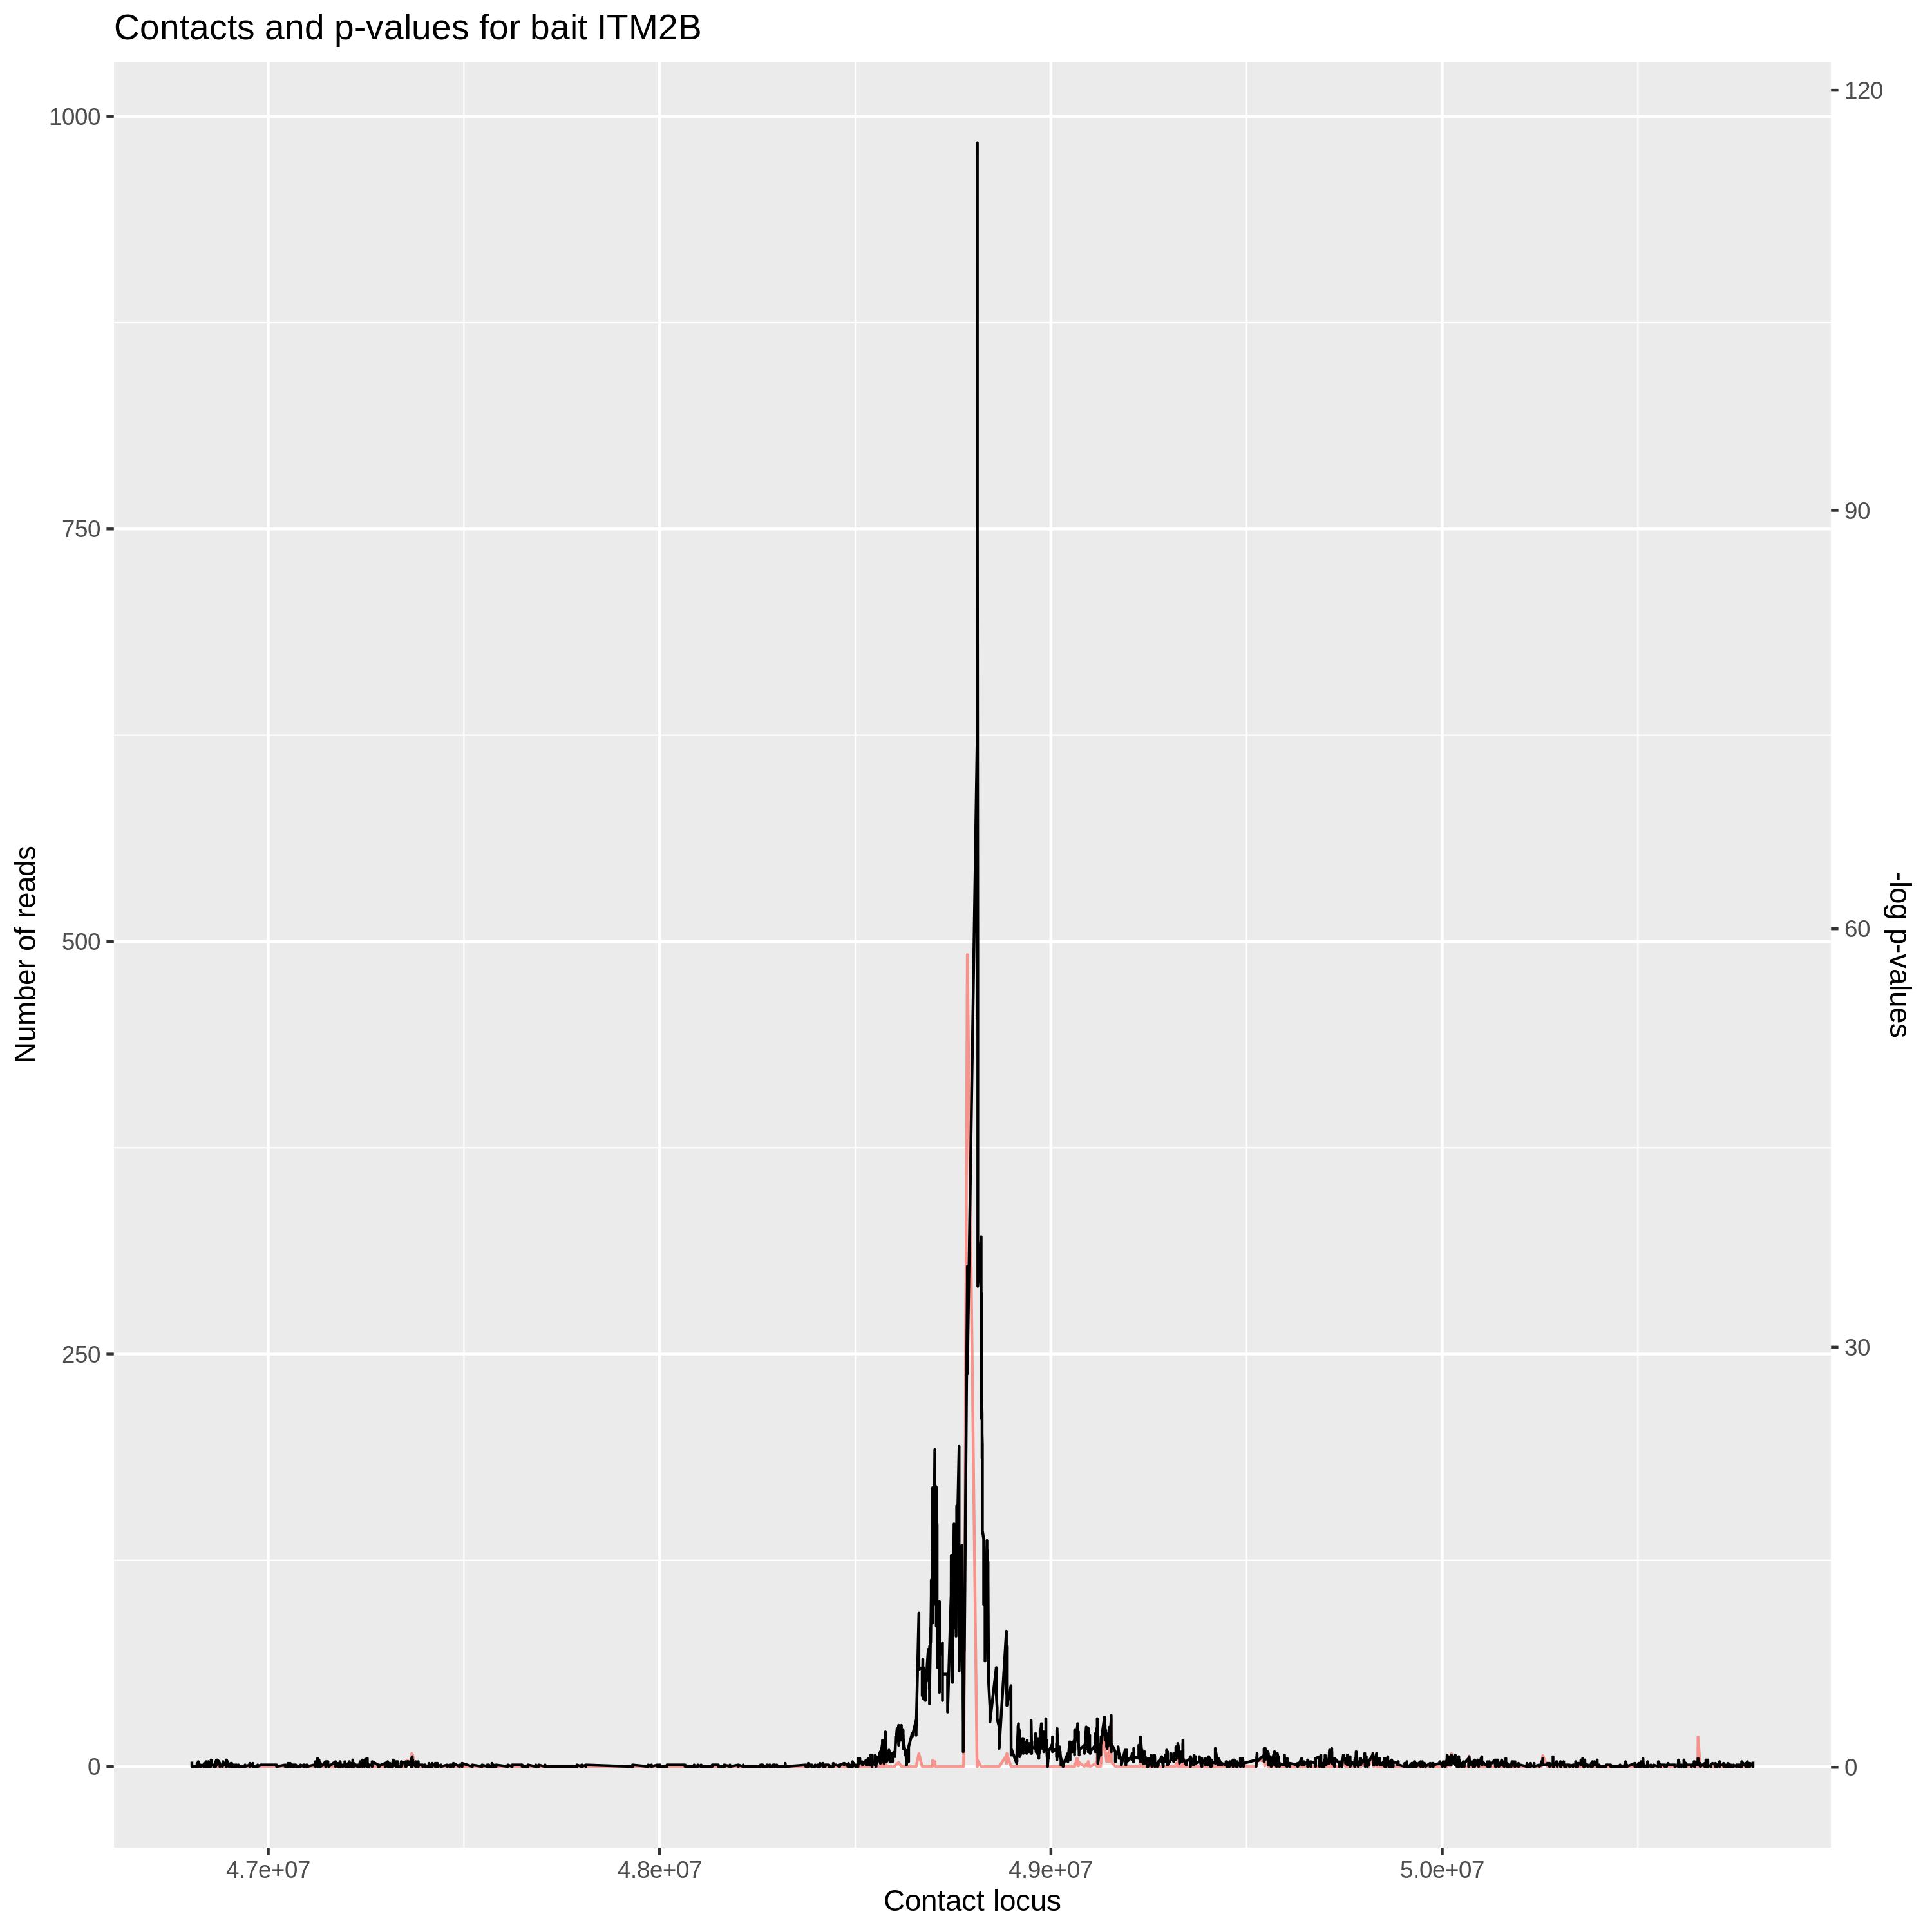 Contacts and p-values for bait ITM2B
1000
750
500
250
0
Number of reads
120
90
60
30
0
-log p-values
4.7e+07
4.8e+07
4.9e+07
5.0e+07
Contact locus